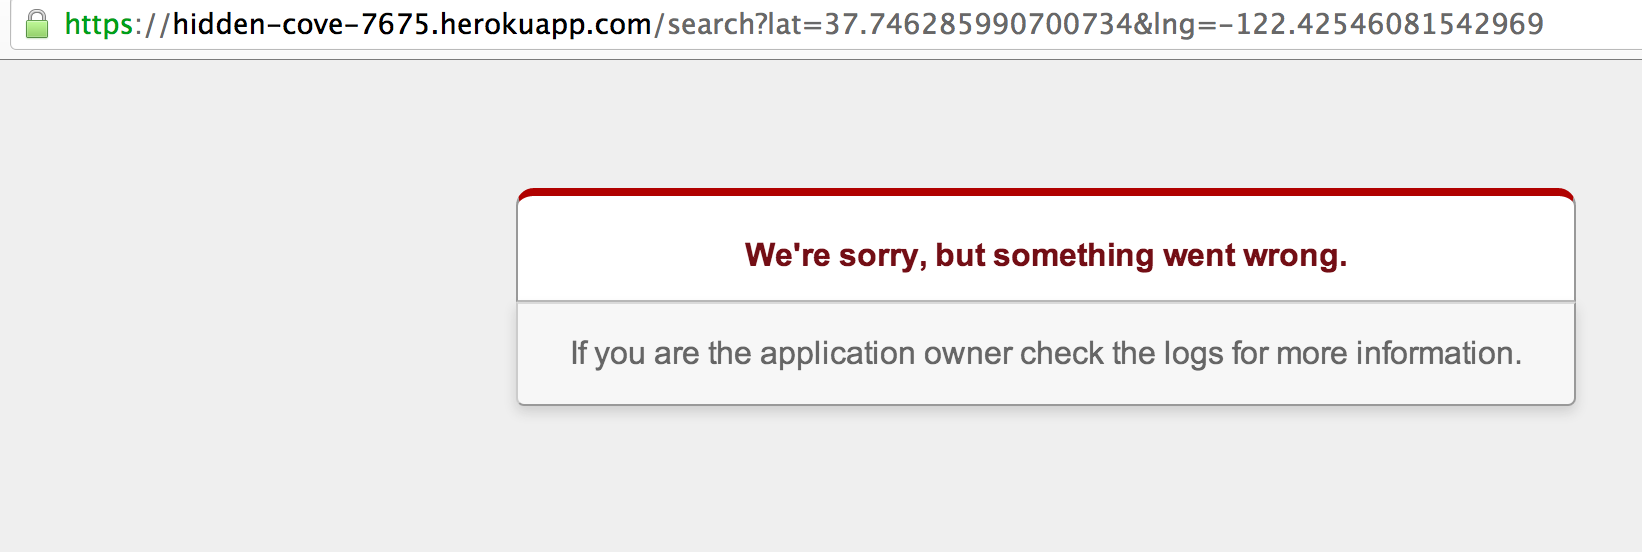 https://hidden-cove-7675.herokuapp.com/search?lat=37.746285990700734&lng=-122.42546081542969
We're sorry, but something went wrong.
If you are the application owner check the logs for more information.